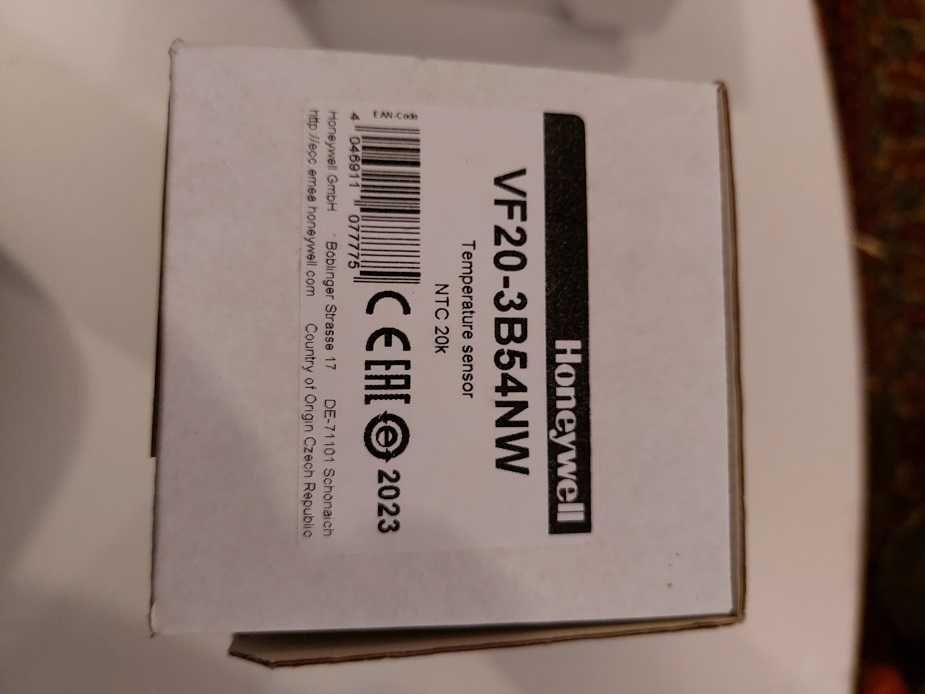 Honeywell
VF20-3B54NW
Temperature sensor
NTC 20k
EAN-Code
4 046911 077775
CE EAC e 2023
Honeywell GmbH · Böblinger Strasse 17 DE-71101 Schönaich
http://ecc.emea.honeywell.com Country of Origin Czech Republic